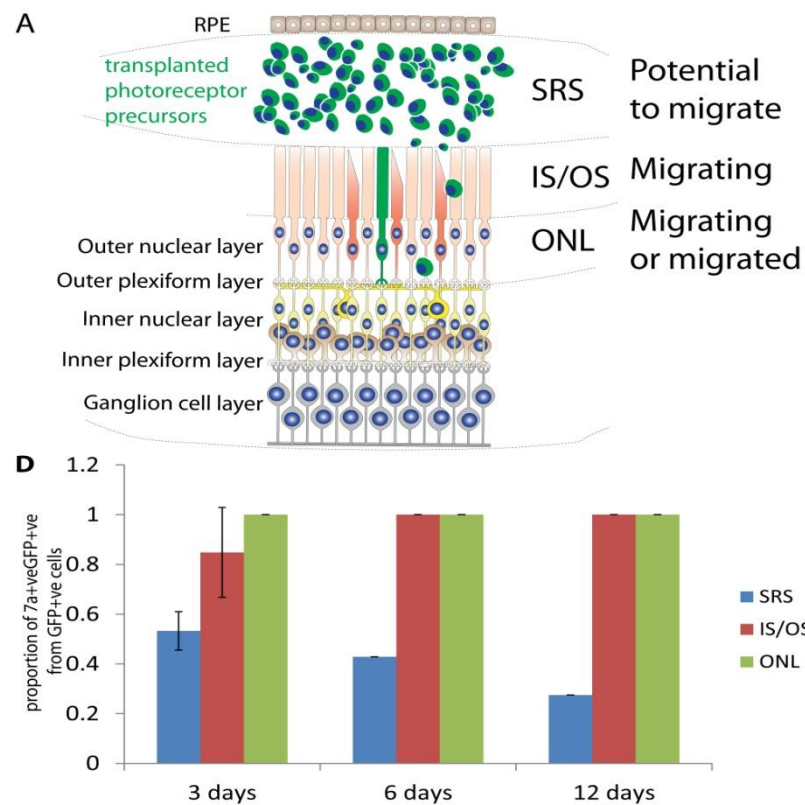 A
RPE
transplanted
photoreceptor
precursors
SRS
Potential
to migrate
IS/OS
Migrating
Outer nuclear layer
ONL
Migrating
or migrated
Outer plexiform layer
Inner nuclear layer
Inner plexiform layer
Ganglion cell layer
D
proportion of 7a+veGFP+ve
from GFP+ve cells
1.2
1
0.8
0.6
0.4
0.2
0
3 days
6 days
12 days
SRS
IS/OS
ONL